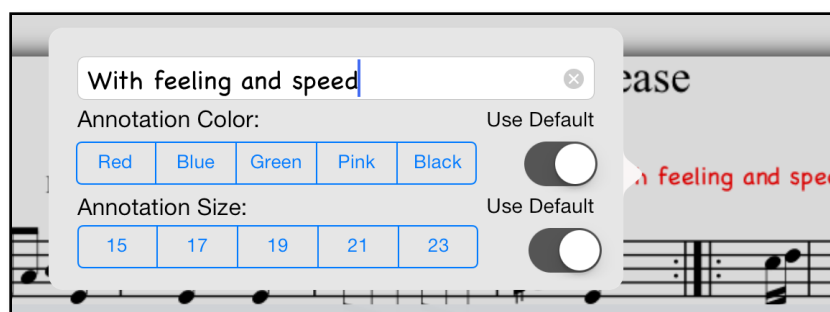 ease
With feeling and speed
Annotation Color:
Use Default
Red
Blue
Green
Pink
Black
feeling and spee
Annotation Size:
Use Default
15
17
19
21
23